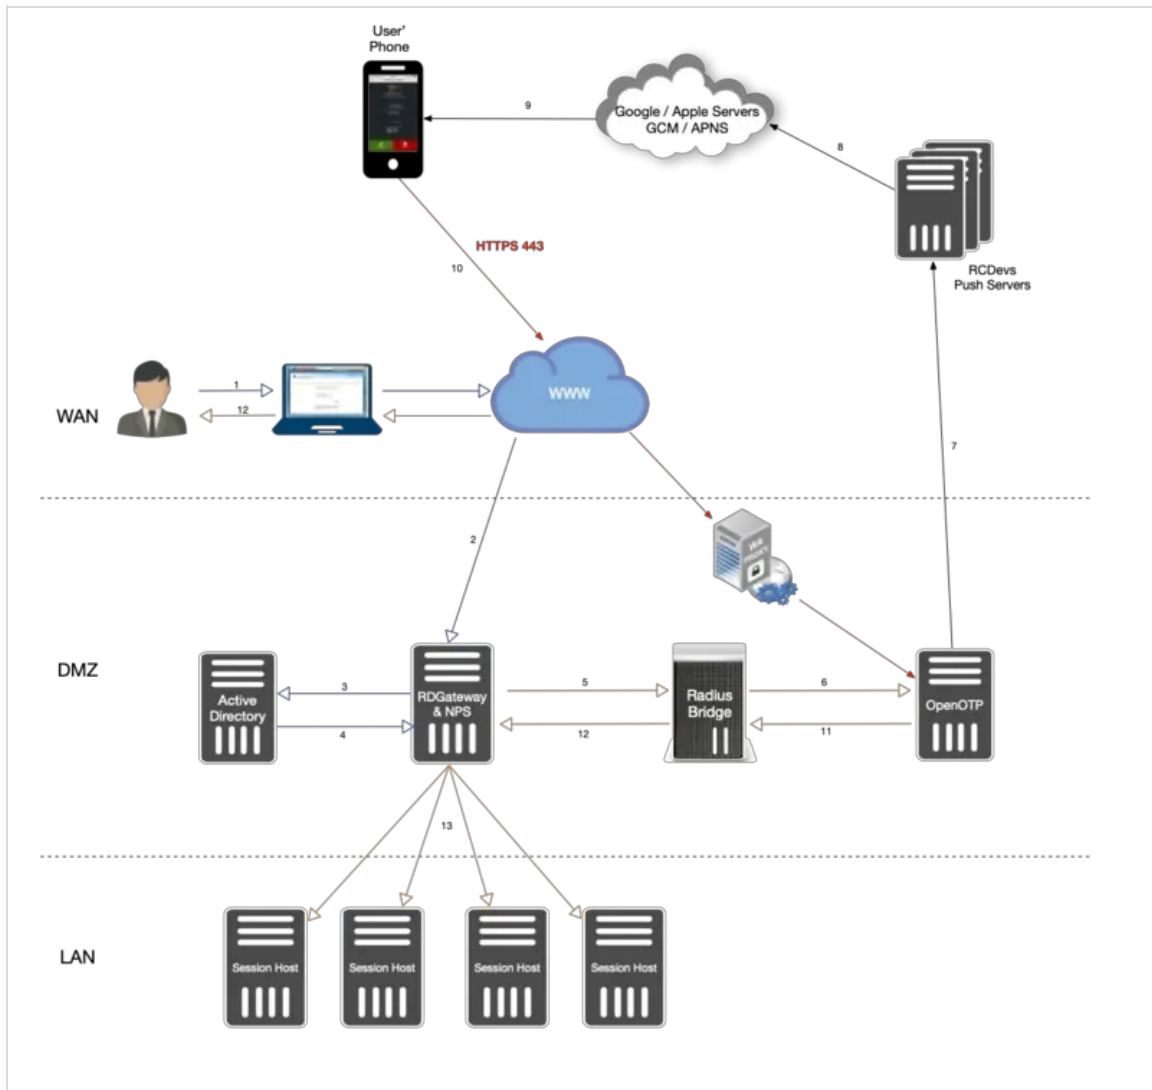 User'
Phone
Google / Apple Servers
GCM / APNS
9
8
HTTPS 443
10
RCDevs
Push Servers
1
12
WWW
WAN
7
2
WA
PROXY
DMZ
Active
Directory
3
4
RDGateway
& NPS
5
12
Radius
Bridge
6
11
OpenOTP
13
LAN
Session Host
Session Host
Session Host
Session Host